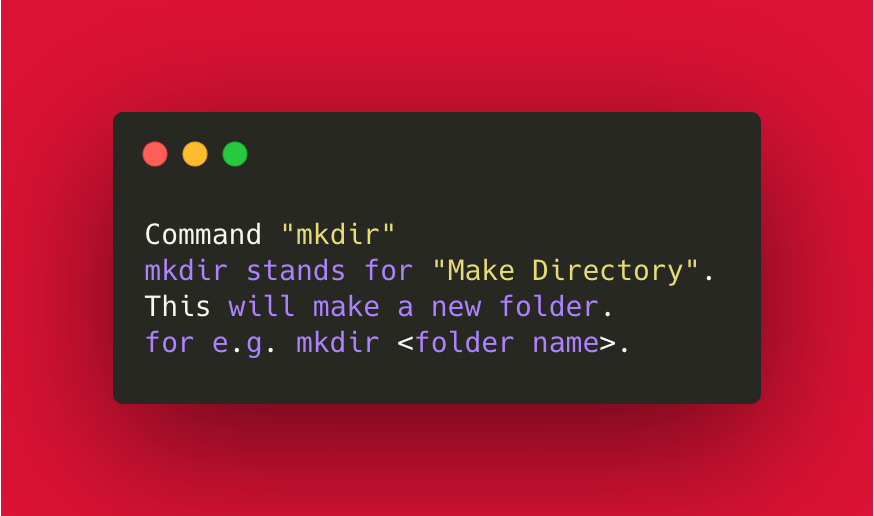 Command "mkdir"
mkdir stands for "Make Directory".
This will make a new folder.
for e.g. mkdir <folder name>.